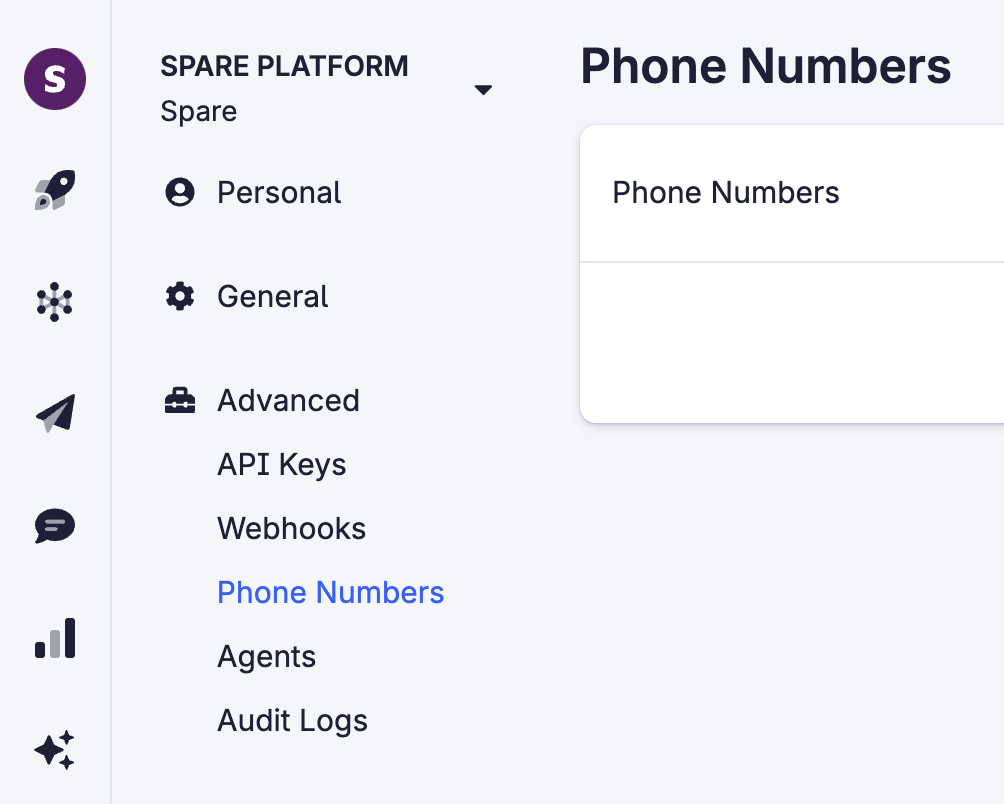 S
SPARE PLATFORM
Spare
Personal
General
Advanced
API Keys
Webhooks
Phone Numbers
Agents
Audit Logs
Phone Numbers
Phone Numbers